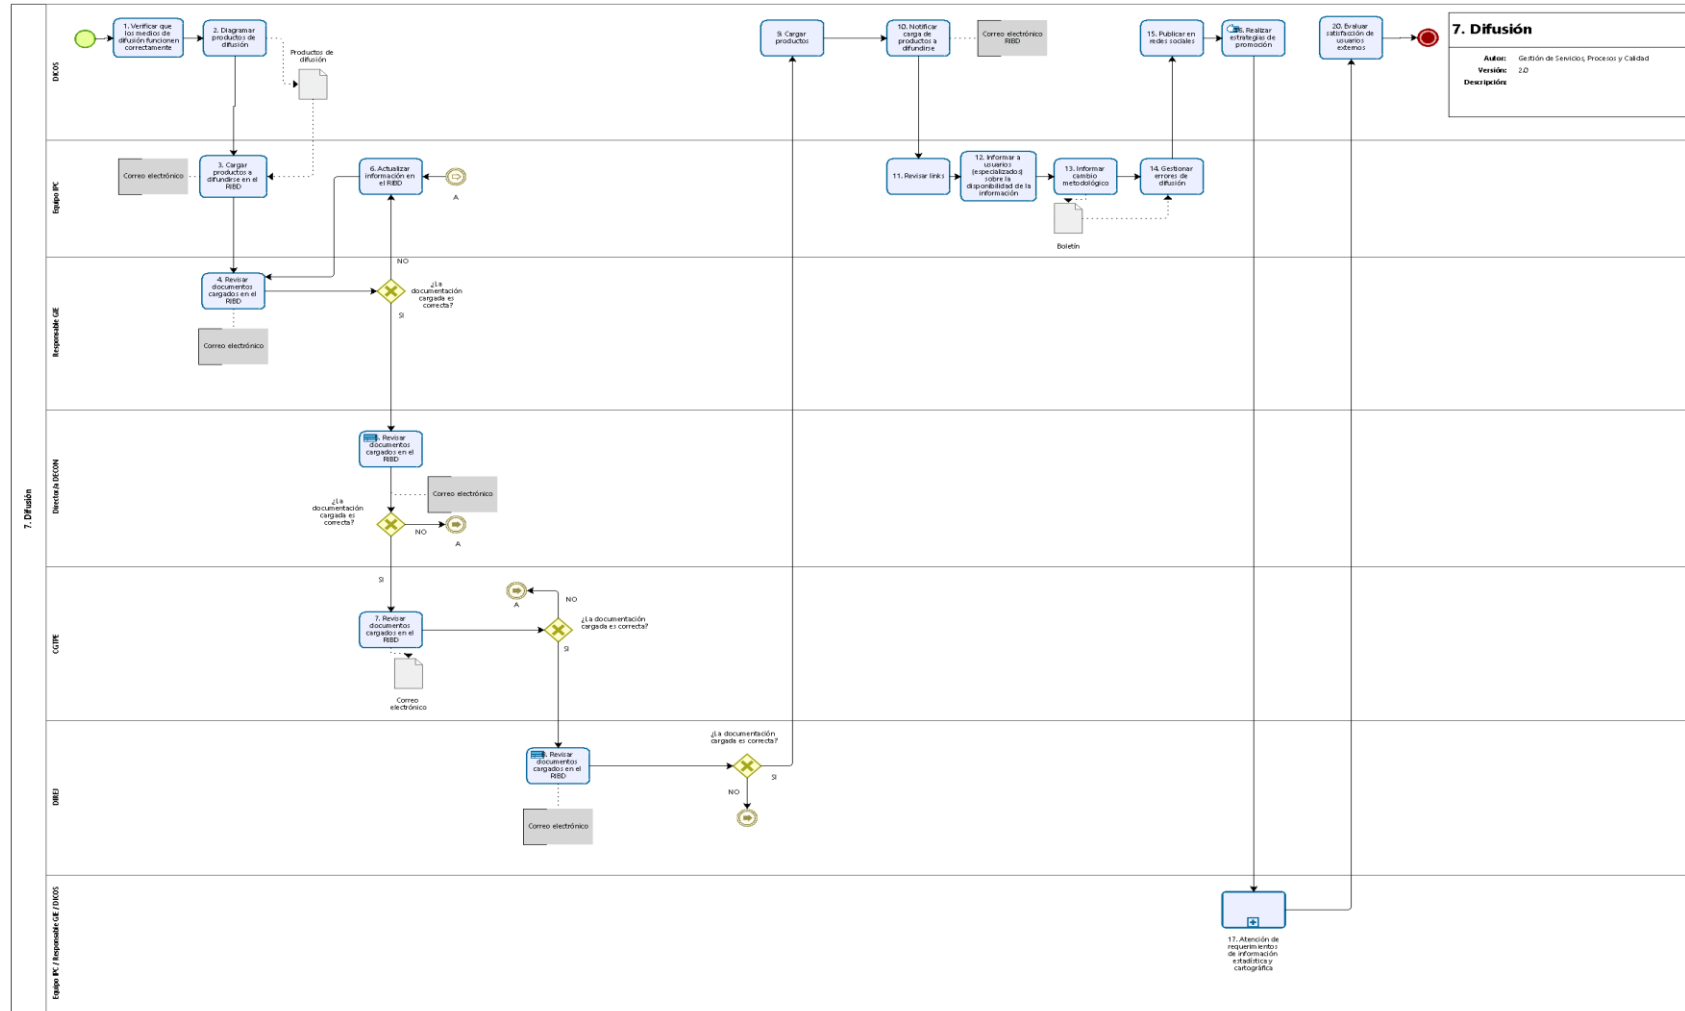 7. Difusión
DICOS
1. Verificar que
los medios de
difusión funcionen
correctamente
2. Diagramar
productos de
difusión
Productos de
difusión
9. Cargar
productos
10. Notificar
carga de
productos a
difundirse
Correo electrónico
RIBD
15. Publicar en
redes sociales
Realizar
estrategias de
promoción
20. Evaluar
satisfacción de
usuarios
externos
7. Difusión
Autor: Gestión de Servicios, Procesos y Calidad
Versión: 2.0
Descripción:
Equipo IPC
Correo electrónico
3. Cargar
productos a
difundirse en el
RIBD
6. Actualizar
información en
el RIBD
A
11. Revisar links
12. Informar a
usuarios
(especializados)
sobre la
disponibilidad de la
información
13. Informar
cambio
metodológico
14. Gestionar
errores de
difusión
Boletín
Responsable GIE
4. Revisar
documentos
cargados en el
RIBD
NO
¿La
documentación
cargada es
correcta?
SI
Correo electrónico
Director/a DECON
Revisar
documentos
cargados en el
RIBD
Correo electrónico
¿La
documentación
cargada es
correcta?
NO
A
SI
CGTPE
7. Revisar
documentos
cargados en el
RIBD
A
NO
¿La documentación
cargada es correcta?
SI
Correo
electrónico
DIREJ
Revisar
documentos
cargados en el
RIBD
¿La documentación
cargada es correcta?
SI
NO
Correo electrónico
Equipo IPC / Responsable GIE / DICOS
17. Atención de
requerimientos
de información
estadística y
cartográfica